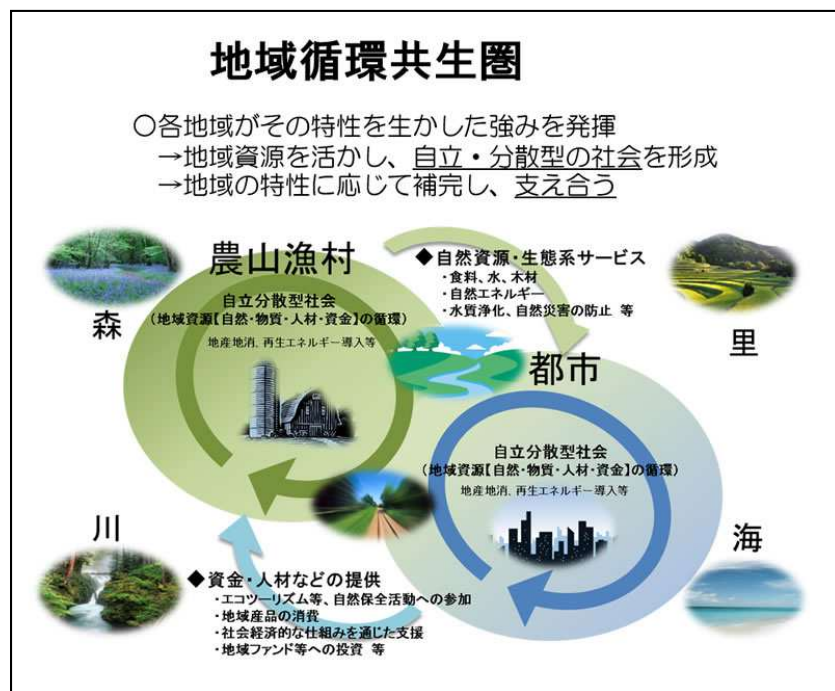 地域循環共生圏
○各地域がその特性を生かした強みを発揮
→地域資源を活かし、自立・分散型の社会を形成
→地域の特性に応じて補完し、支え合う
農山漁村
自立分散型社会
(地域資源【自然・物質・人材・資金】の循環)
地産地消、再生エネルギー導入等
◆自然資源・生態系サービス
・食料、水、木材
・自然エネルギー
・水質浄化、自然災害の防止 等
森
里
都市
自立分散型社会
(地域資源【自然・物質・人材・資金】の循環)
地産地消、再生エネルギー導入等
川
海
◆資金・人材などの提供
・エコツーリズム等、自然保全活動への参加
・地域産品の消費
・社会経済的な仕組みを通じた支援
・地域ファンド等への投資 等